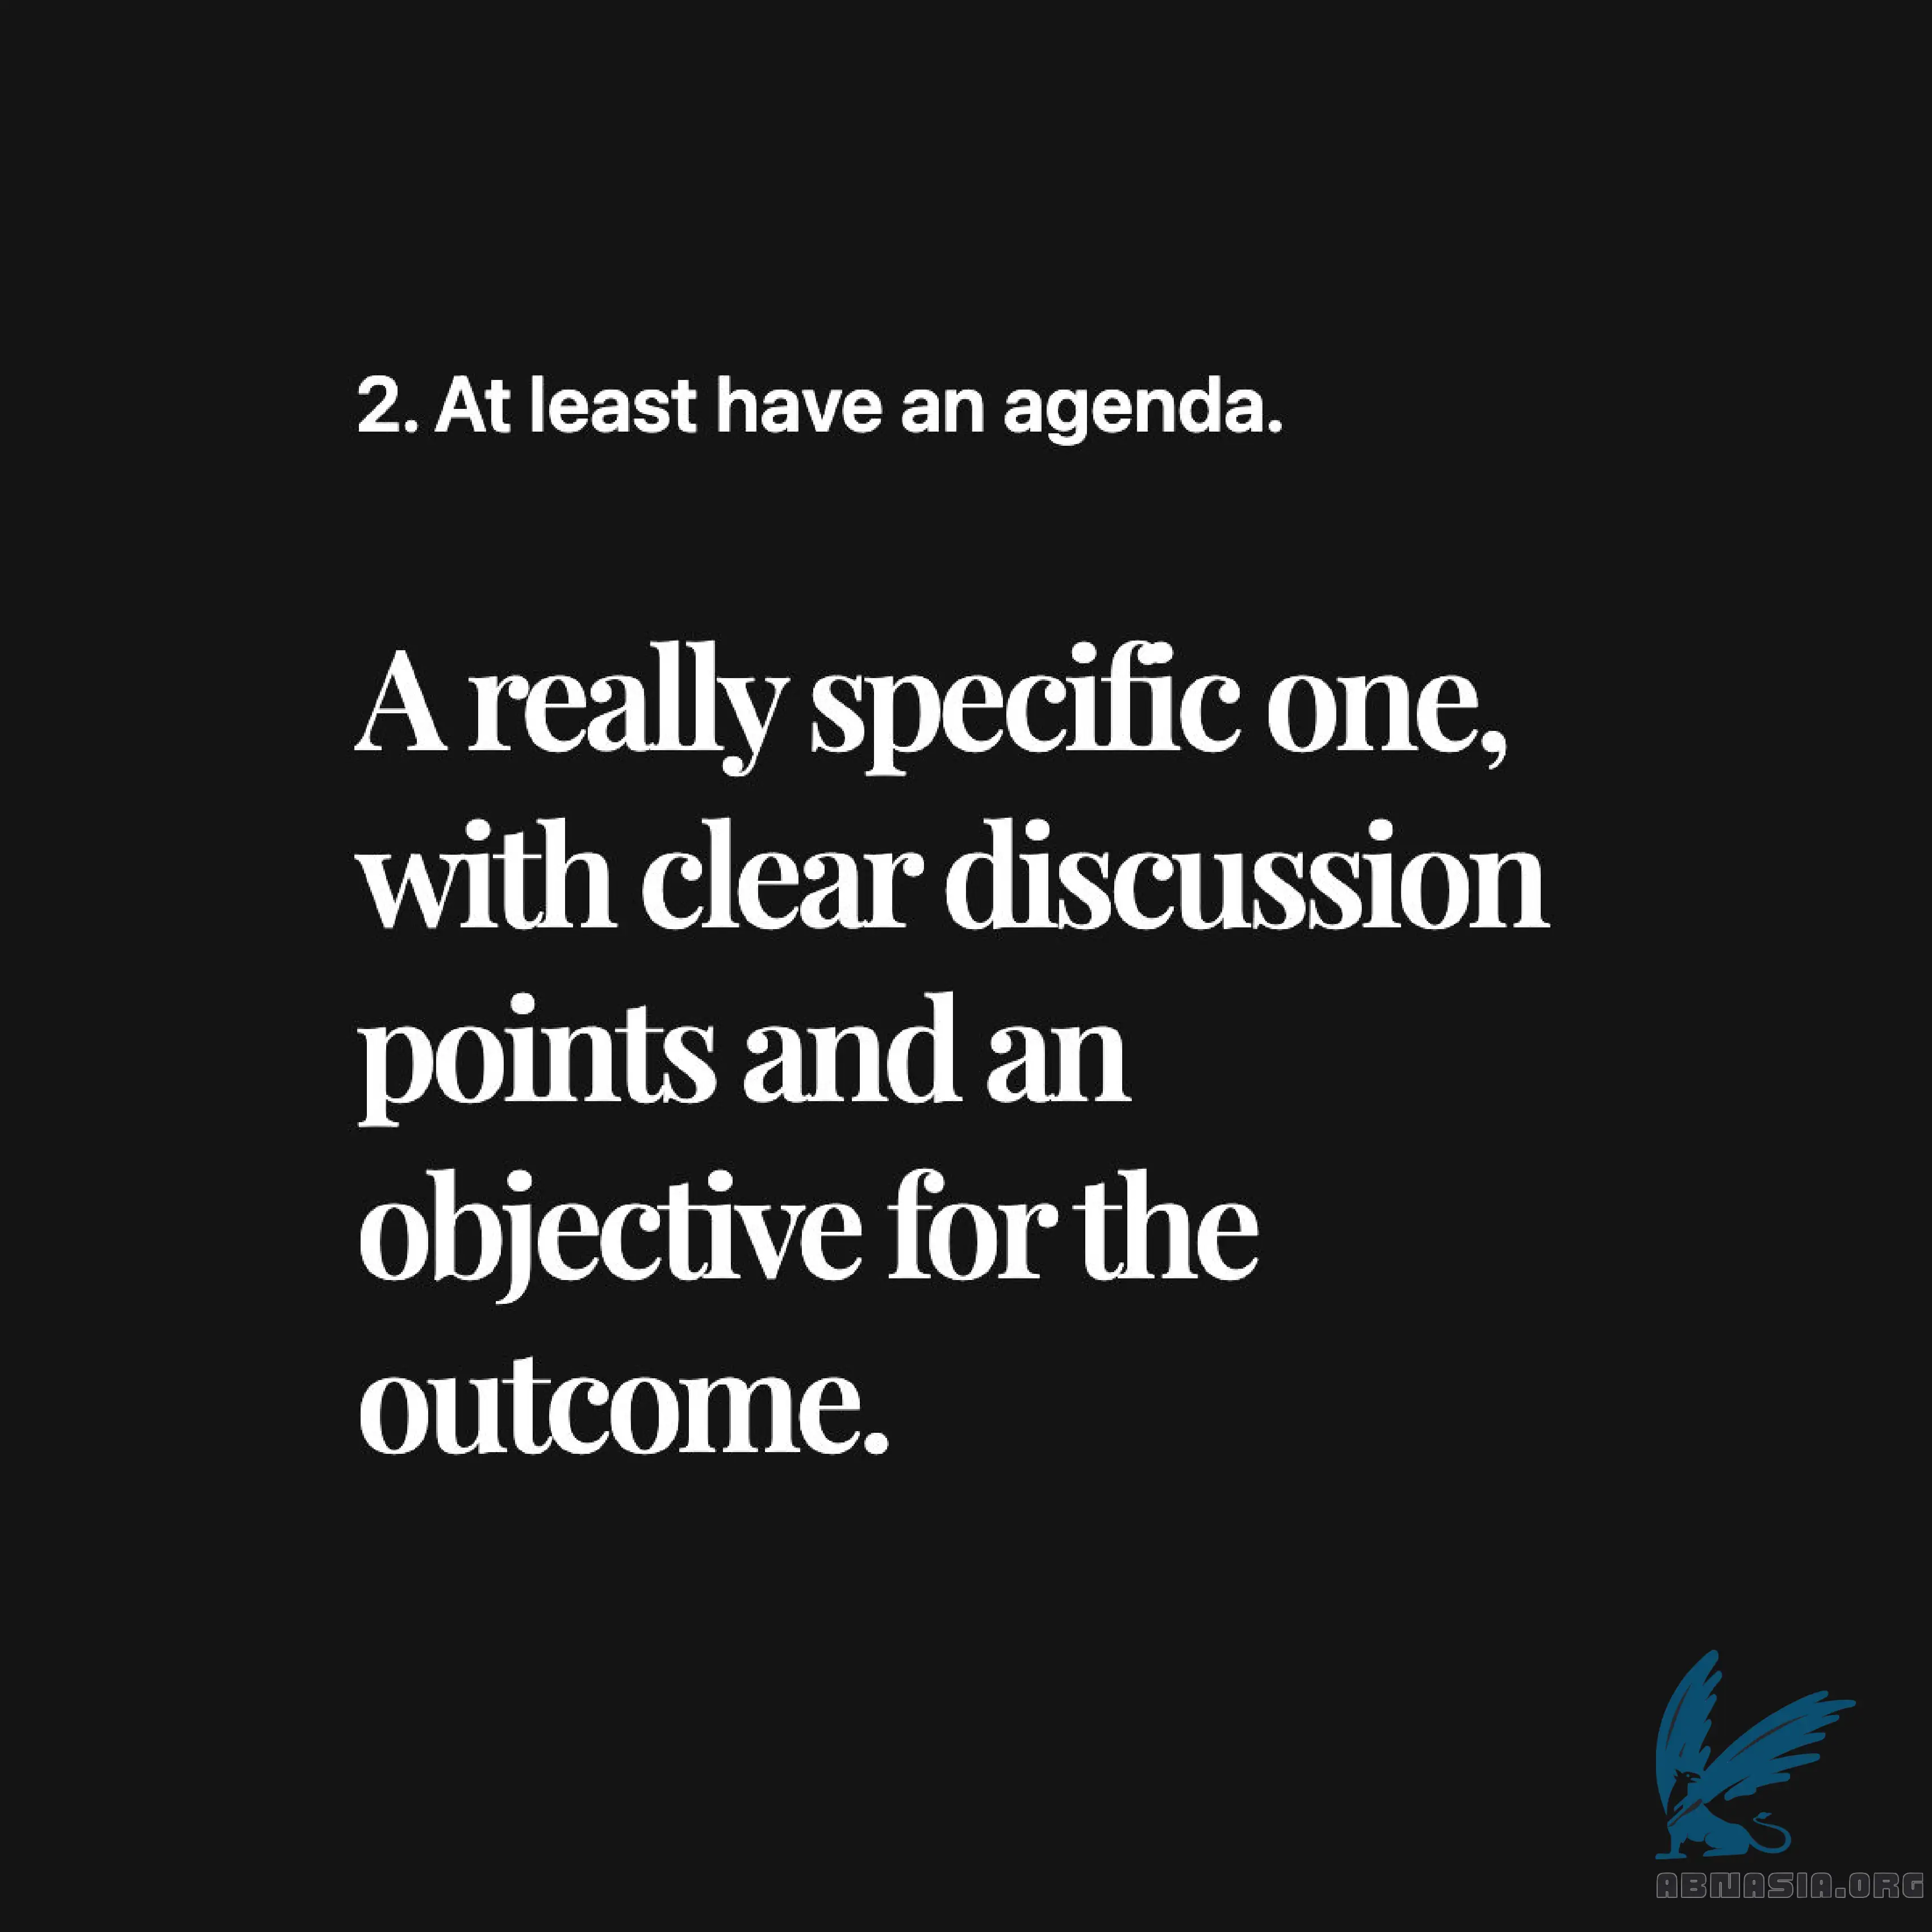 2. At least have an agenda.
A really specific one,
with clear discussion
points and an
objective for the
outcome.
ABNASIA.ORG